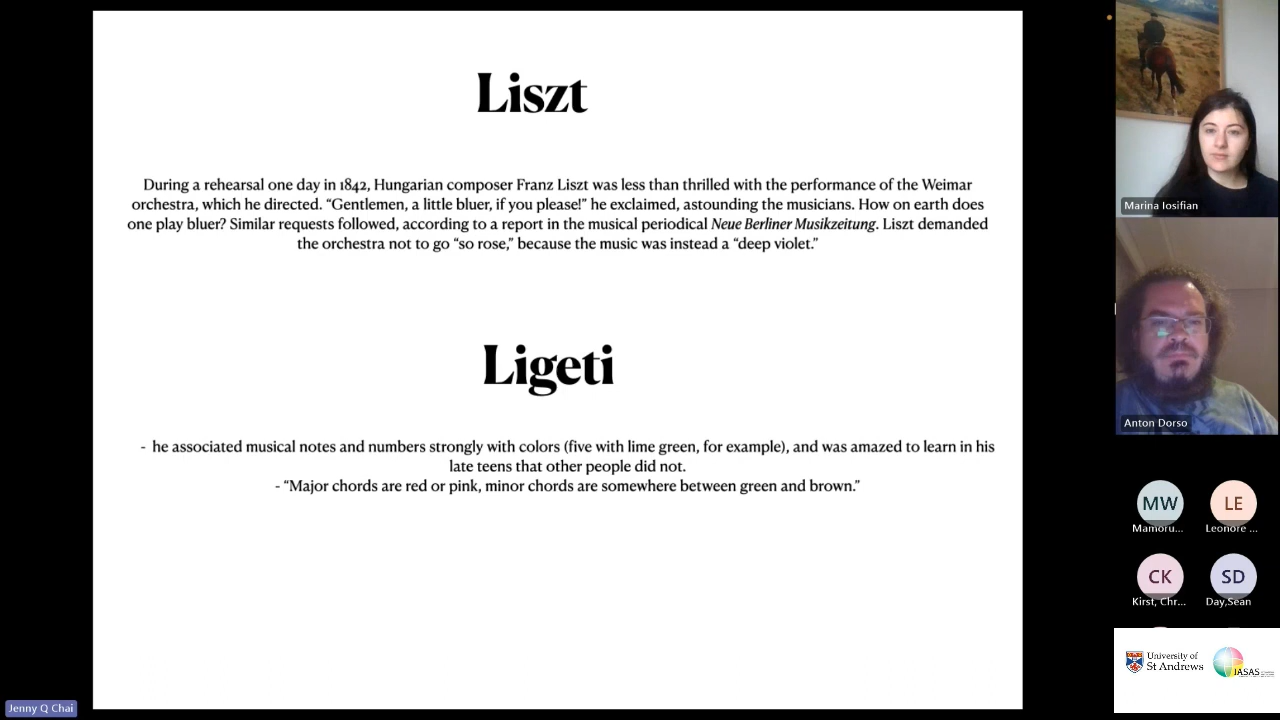 Liszt
During a rehearsal one day in 1842, Hungarian composer Franz Liszt was less than thrilled with the performance of the Weimar
orchestra, which he directed. “Gentlemen, a little bluer, if you please!” he exclaimed, astounding the musicians. How on earth does
one play bluer? Similar requests followed, according to a report in the musical periodical Neue Berliner Musikzeitung. Liszt demanded
the orchestra not to go “so rose,” because the music was instead a “deep violet.”
Ligeti
- he associated musical notes and numbers strongly with colors (five with lime green, for example), and was amazed to learn in his
late teens that other people did not.
- “Major chords are red or pink, minor chords are somewhere between green and brown.”
Jenny Q Chai
Marina Iosifian
Anton Dorso
MW
LE
Mamoru...
Leonore ...
CK
SD
Kirst, Chr...
Day,Sean
University of
St Andrews
IASAS